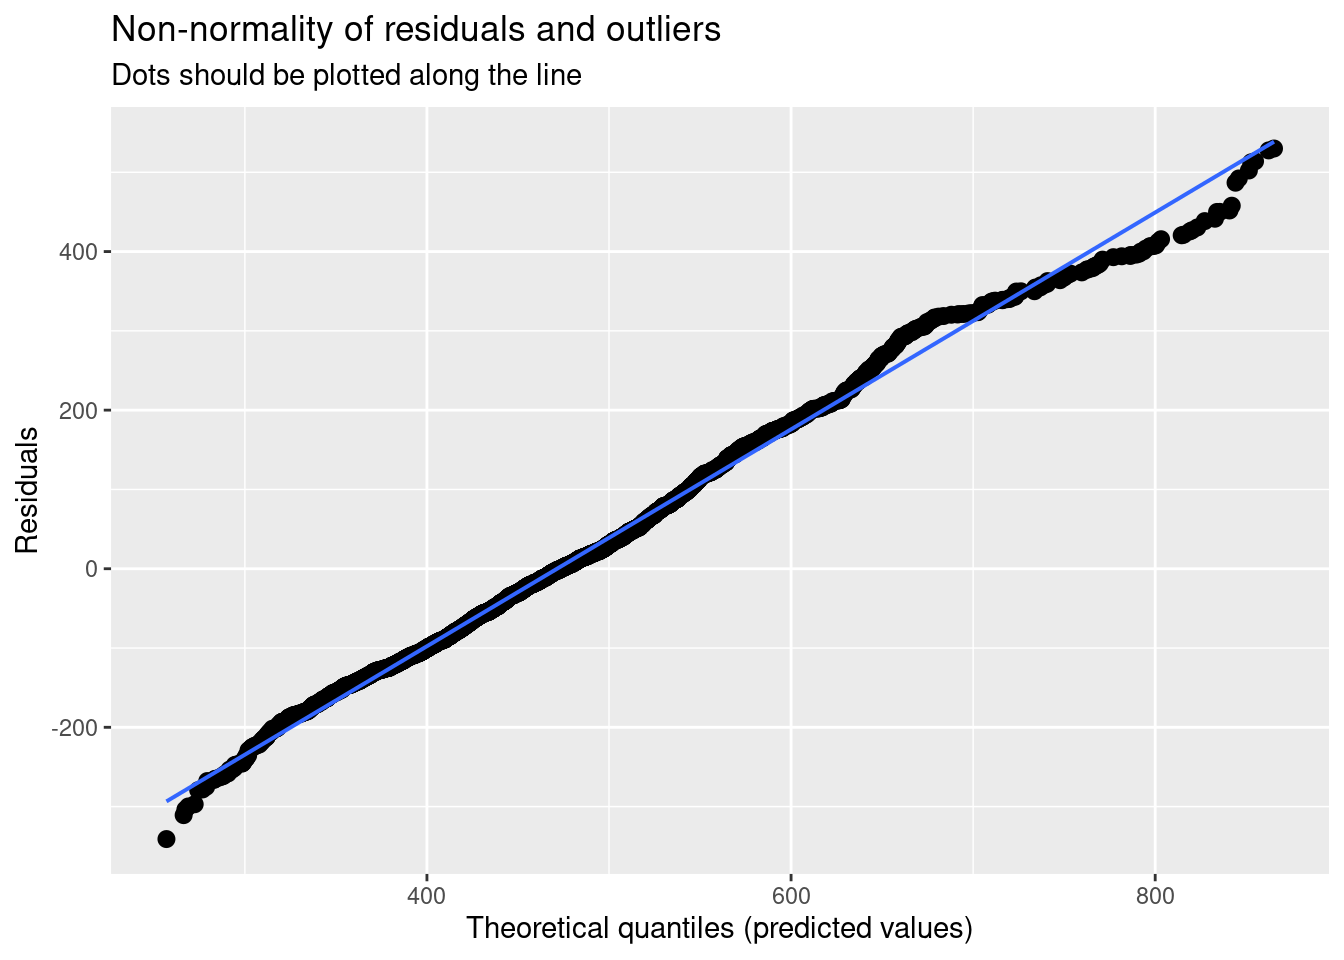 Non-normality of residuals and outliers
Dots should be plotted along the line
Residuals
400
200
0
-200
400
600
800
Theoretical quantiles (predicted values)